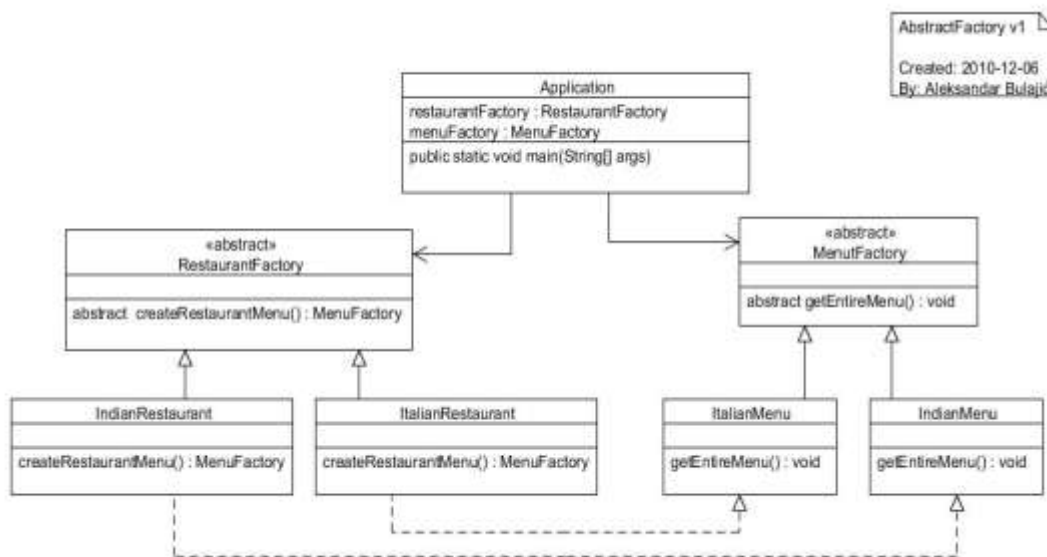 AbstractFactory v1
Created: 2010-12-06
By: Aleksandar Bulajić
Application
restaurantFactory : RestaurantFactory
menuFactory : MenuFactory
public static void main(String[] args)
«abstract»
RestaurantFactory
abstract createRestaurantMenu() : MenuFactory
«abstract»
MenutFactory
abstract getEntireMenu() : void
IndianRestaurant
createRestaurantMenu() : MenuFactory
ItalianRestaurant
createRestaurantMenu() : MenuFactory
ItalianMenu
getEntireMenu() : void
IndianMenu
getEntireMenu() : void